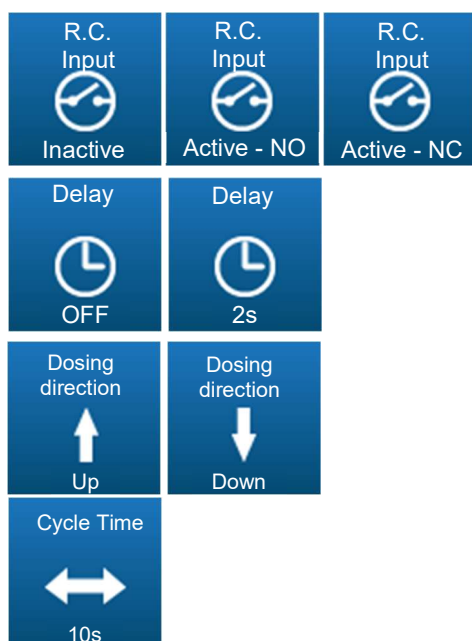 R.C.
Input
Inactive
R.C.
Input
Active - NO
R.C.
Input
Active - NC
Delay
OFF
Delay
2s
Dosing
direction
Up
Dosing
direction
Down
Cycle Time
10s